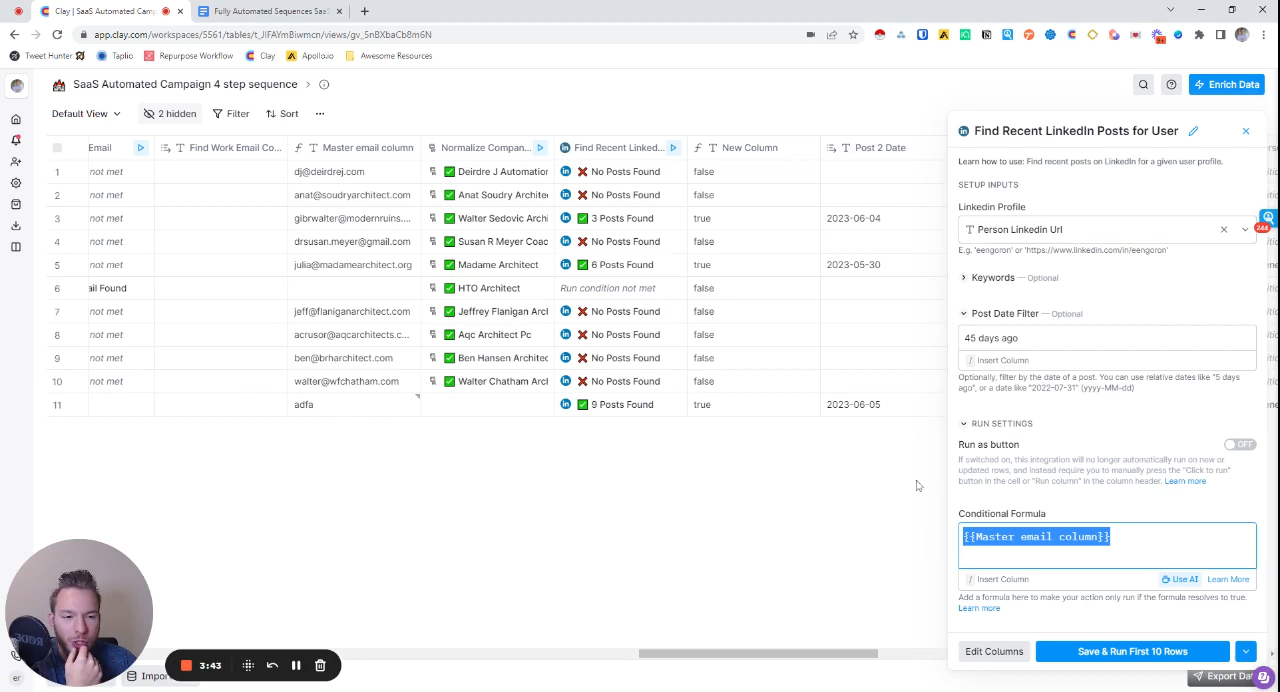 Clay | SaaS Automated Camp
Fully Automated Sequences SaaS
app.clay.com/workspaces/5561/tables/t_JIFAYmBiwmcn/views/gv_5nBXbaCb8m6N
Tweet Hunter
Taplio
Repurpose Workflow
Clay
Apollo.io
Awesome Resources
SaaS Automated Campaign 4 step sequence
Enrich Data
Default View
2 hidden
Filter
Sort
Email
Find Work Email Co...
Master email column
Normalize Compan...
Find Recent Linked...
New Column
Post 2 Date
1 not met dj@deirdrej.com Deirdre J Automation No Posts Found false
2 not met anat@soudryarchitect.com Anat Soudry Archite No Posts Found false
3 not met gibrwalter@modernruins.... Walter Sedovic Archi 3 Posts Found true 2023-06-04
4 not met drsusan.meyer@gmail.com Susan R Meyer Coac No Posts Found false
5 not met julia@madamearchitect.org Madame Architect 6 Posts Found true 2023-05-30
6 ail Found HTO Architect Run condition not met false
7 not met jeff@flaniganarchitect.com Jeffrey Flanigan Arcl No Posts Found false
8 not met acrusor@aqcarchitects.c... Aqc Architect Pc No Posts Found false
9 not met ben@brharchitect.com Ben Hansen Architec No Posts Found false
10 not met walter@wfchatham.com Walter Chatham Arcl No Posts Found false
11 adfa 9 Posts Found true 2023-06-05
Find Recent LinkedIn Posts for User
Learn how to use: Find recent posts on LinkedIn for a given user profile.
SETUP INPUTS
Linkedin Profile
Person Linkedin Url
E.g. 'eengoron' or 'https://www.linkedin.com/in/eengoron'
244
Keywords — Optional
Post Date Filter — Optional
45 days ago
/ Insert Column
Optionally, filter by the date of a post. You can use relative dates like "5 days
ago", or a date like "2022-07-31" (yyyy-MM-dd)
RUN SETTINGS
Run as button
OFF
If switched on, this integration will no longer automatically run on new or
updated rows, and instead require you to manually press the "Click to run"
button in the cell or "Run column" in the column header. Learn more
Conditional Formula
{{Master email column}}
/ Insert Column
Use AI
Learn More
Add a formula here to make your action only run if the formula resolves to true.
Learn more
Edit Columns
Save & Run First 10 Rows
3:43
RODE
Impor
Export Da